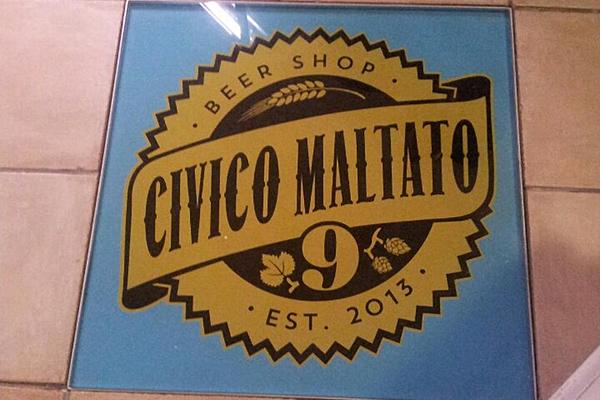 BEER SHOP
CIVICO MALTATO
9
EST. 2013